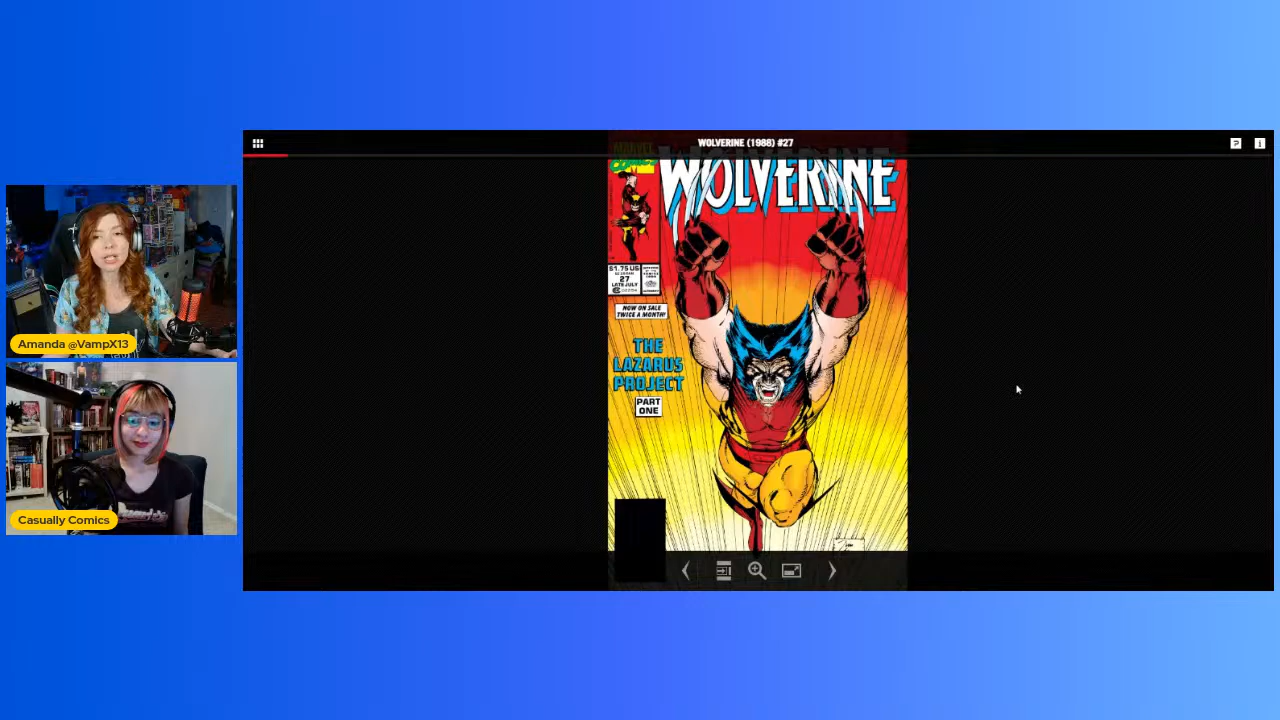 WOLVERINE (1988) #27
MARVEL
COMICS
WOLVERINE
$1.75 US
27
LATE JULY
NOW ON SALE
TWICE A MONTH!
THE
LAZARUS
PROJECT
PART
ONE
Amanda @VampX13
Casually Comics